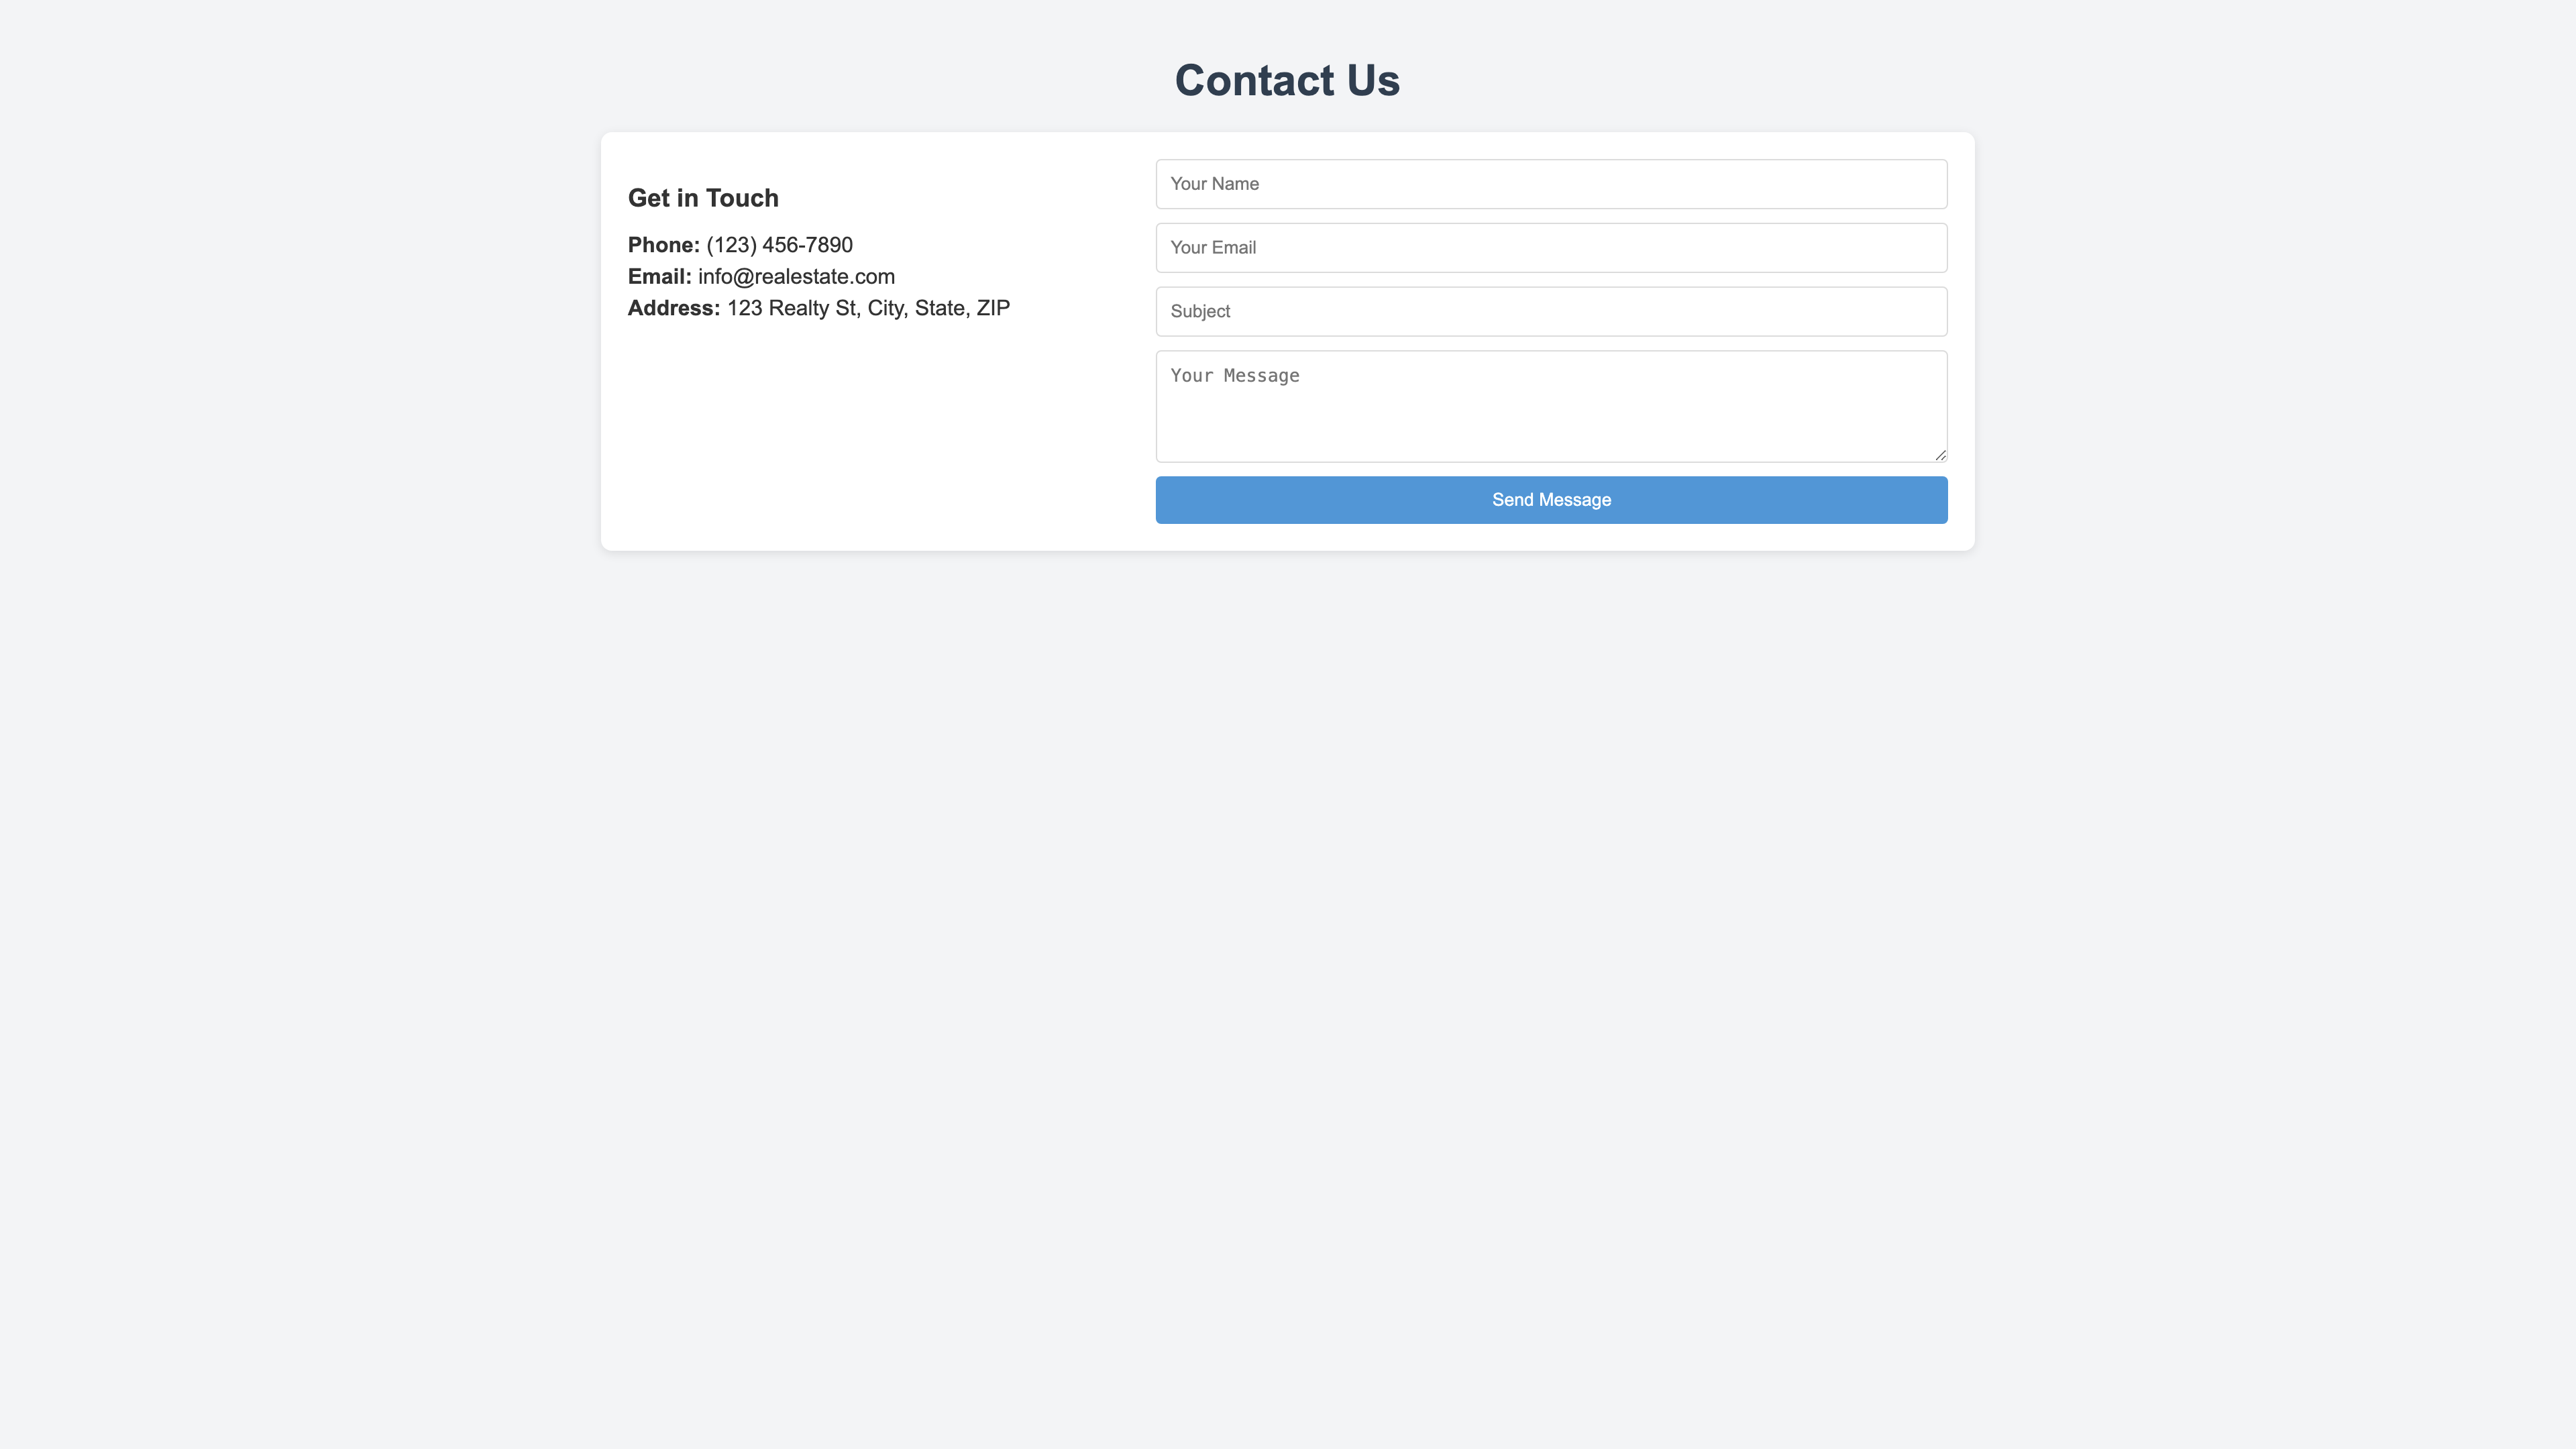 Contact Us
Get in Touch
Phone: (123) 456-7890
Email: info@realestate.com
Address: 123 Realty St, City, State, ZIP
Your Name
Your Email
Subject
Your Message
Send Message